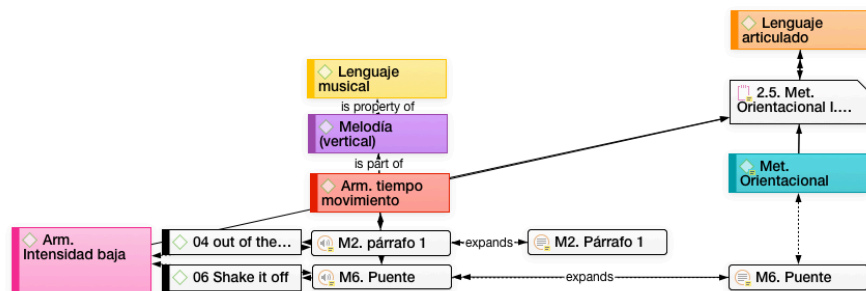 Lenguaje
articulado
Lenguaje
musical
is property of
2.5. Met.
Orientacional I....
Melodía
(vertical)
is part of
Met.
Orientacional
Arm. tiempo
movimiento
Arm.
Intensidad baja
04 out of the...
M2. párrafo 1
expands
M2. Párrafo 1
06 Shake it off
M6. Puente
expands
M6. Puente